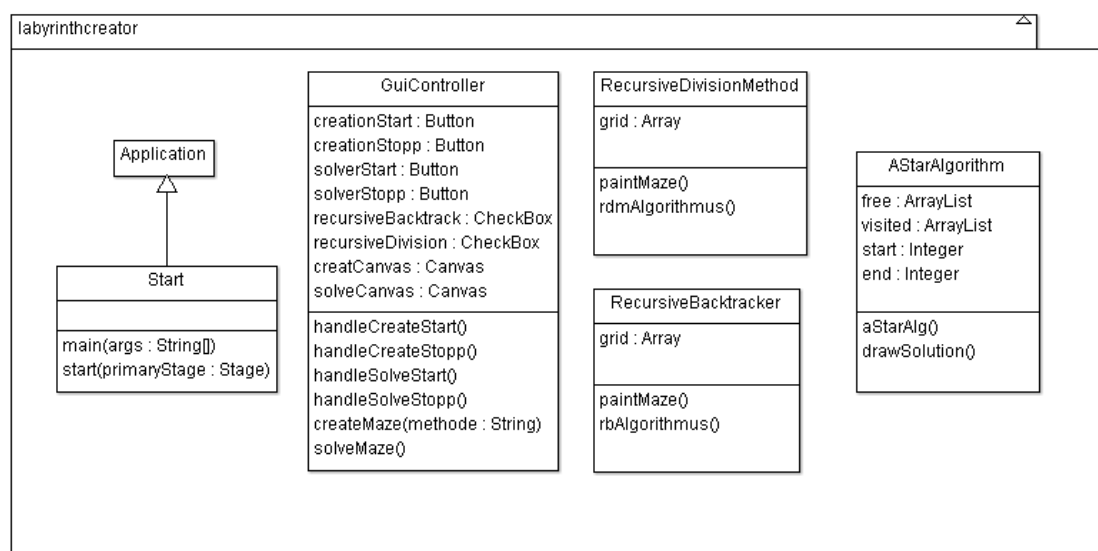 labyrinthcreator
Application
Start
main(args : String[])
start(primaryStage : Stage)
GuiController
creationStart : Button
creationStopp : Button
solverStart : Button
solverStopp : Button
recursiveBacktrack : CheckBox
recursiveDivision : CheckBox
creatCanvas : Canvas
solveCanvas : Canvas
handleCreateStart()
handleCreateStopp()
handleSolveStart()
handleSolveStopp()
createMaze(methode : String)
solveMaze()
RecursiveDivisionMethod
grid : Array
paintMaze()
rdmAlgorithmus()
RecursiveBacktracker
grid : Array
paintMaze()
rbAlgorithmus()
AStarAlgorithm
free : ArrayList
visited : ArrayList
start : Integer
end : Integer
aStarAlg()
drawSolution()